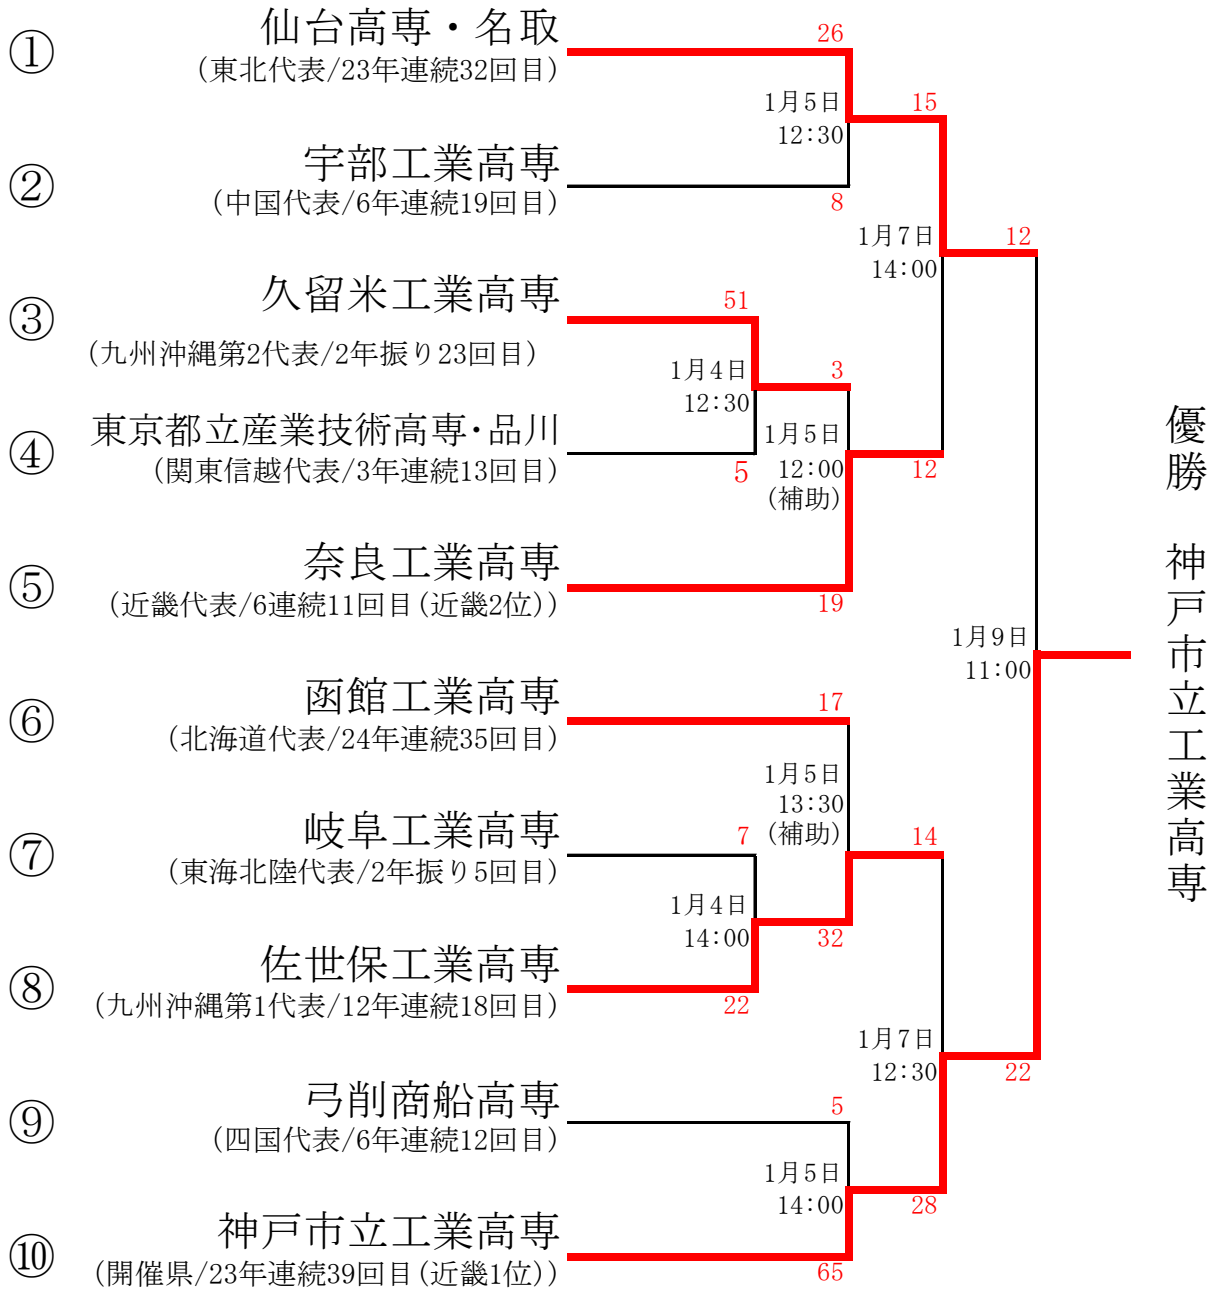 ①
仙台高専・名取
(東北代表/23年連続32回目)
26
1月5日
12:30
15
②
宇部工業高専
(中国代表/6年連続19回目)
8
1月7日
14:00
12
③
久留米工業高専
(九州沖縄第2代表/2年振り23回目)
51
1月4日
12:30
3
④
東京都立産業技術高専・品川
(関東信越代表/3年連続13回目)
5
1月5日
12:00
(補助)
12
⑤
奈良工業高専
(近畿代表/6連続11回目(近畿2位))
19
1月9日
11:00
優勝 神戸市立工業高専
⑥
函館工業高専
(北海道代表/24年連続35回目)
17
1月5日
13:30
(補助)
14
⑦
岐阜工業高専
(東海北陸代表/2年振り5回目)
7
1月4日
14:00
32
⑧
佐世保工業高専
(九州沖縄第1代表/12年連続18回目)
22
1月7日
12:30
22
⑨
弓削商船高専
(四国代表/6年連続12回目)
5
1月5日
14:00
28
⑩
神戸市立工業高専
(開催県/23年連続39回目(近畿1位))
65